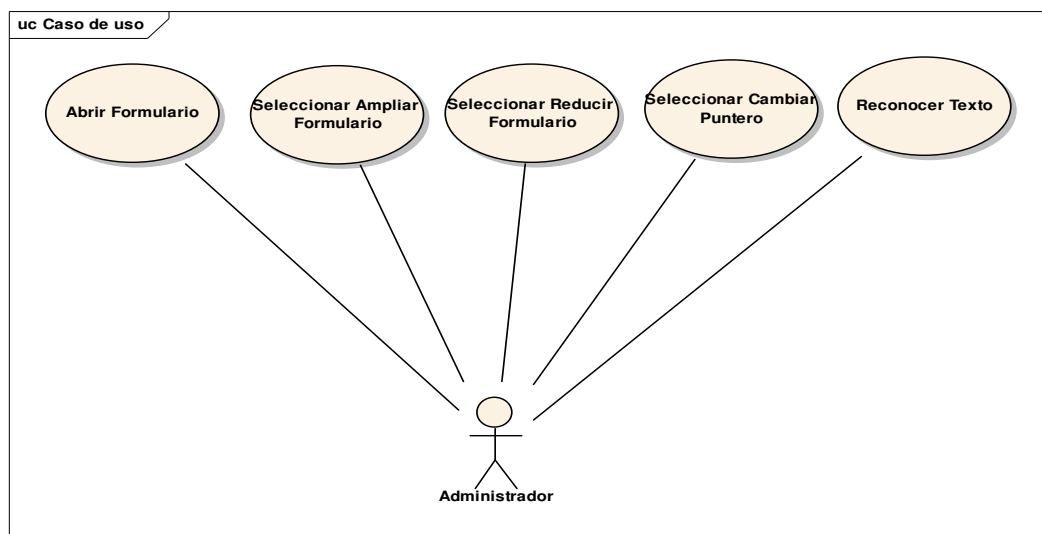 uc Caso de uso
Abrir Formulario
Seleccionar Ampliar
Formulario
Seleccionar Reducir
Formulario
Seleccionar Cambiar
Puntero
Reconocer Texto
Administrador